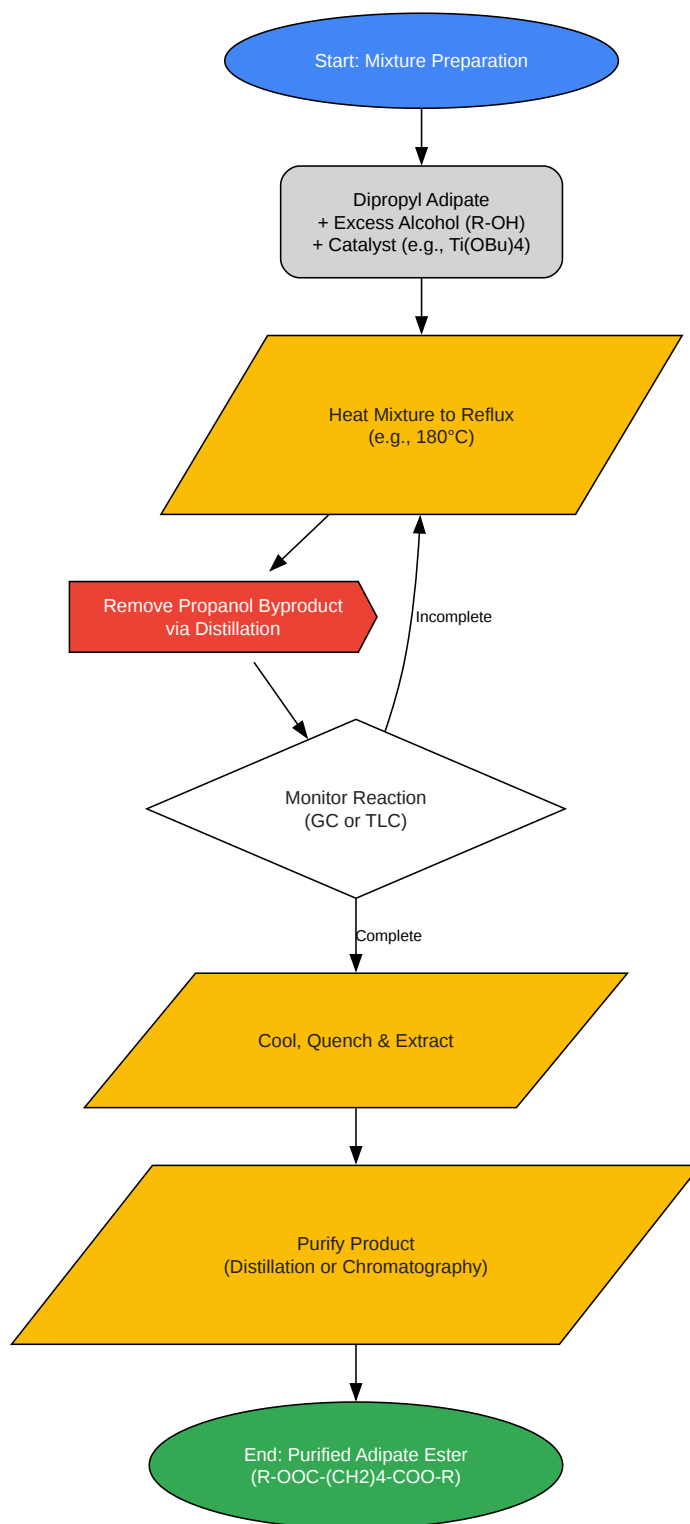 Start: Mixture Preparation
Dipropyl Adipate
+ Excess Alcohol (R-OH)
+ Catalyst (e.g., Ti(OBu)4)
Heat Mixture to Reflux
(e.g., 180°C)
Remove Propanol Byproduct
via Distillation
Incomplete
Monitor Reaction
(GC or TLC)
Complete
Cool, Quench & Extract
Purify Product
(Distillation or Chromatography)
End: Purified Adipate Ester
(R-OOC-(CH2)4-COO-R)